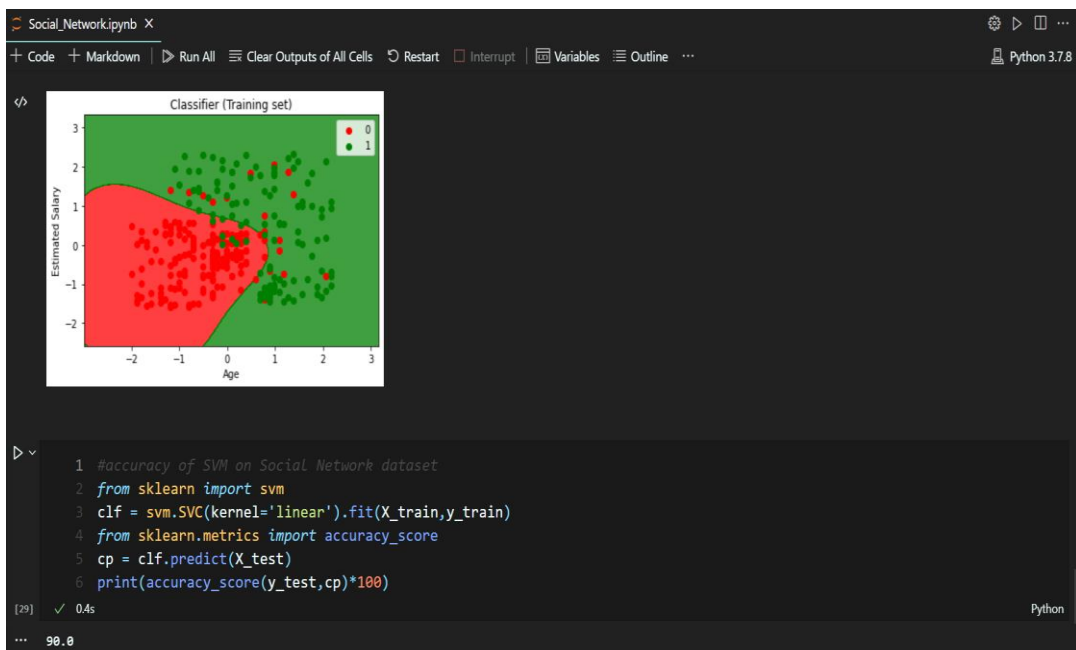 Social_Network.ipynb
+ Code + Markdown Run All Clear Outputs of All Cells Restart Interrupt Variables Outline ... Python 3.7.8
Classifier (Training set)
0
1
3
2
1
0
−1
−2
Estimated Salary
−2 −1 0 1 2 3
Age
1 #accuracy of SVM on Social Network dataset
2 from sklearn import svm
3 clf = svm.SVC(kernel='linear').fit(X_train,y_train)
4 from sklearn.metrics import accuracy_score
5 cp = clf.predict(X_test)
6 print(accuracy_score(y_test,cp)*100)
[29] ✓ 0.4s Python
... 90.0